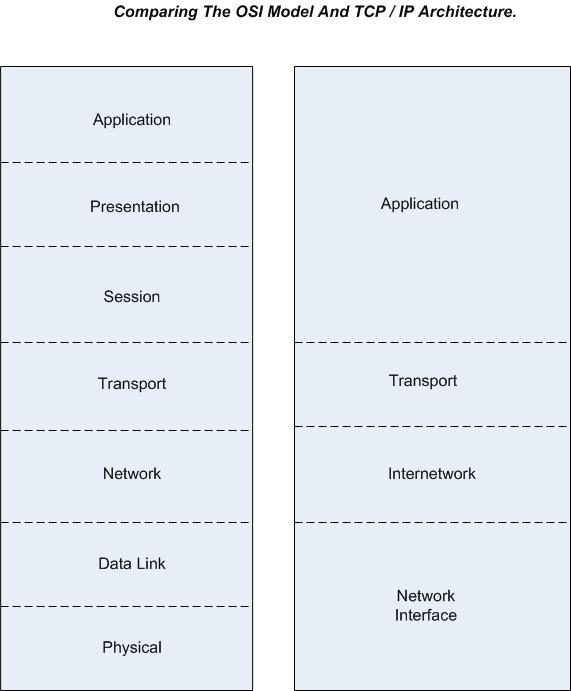 Comparing The OSI Model And TCP / IP Architecture.
Application
Presentation
Session
Transport
Network
Data Link
Physical
Application
Transport
Internetwork
Network
Interface